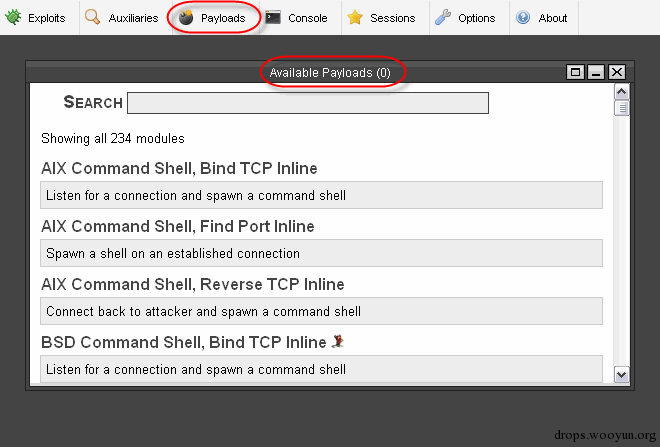 Exploits Auxiliaries Payloads Console Sessions Options About
Available Payloads (0)
SEARCH
Showing all 234 modules
AIX Command Shell, Bind TCP Inline
Listen for a connection and spawn a command shell
AIX Command Shell, Find Port Inline
Spawn a shell on an established connection
AIX Command Shell, Reverse TCP Inline
Connect back to attacker and spawn a command shell
BSD Command Shell, Bind TCP Inline
Listen for a connection and spawn a command shell
drops.wooyun.org